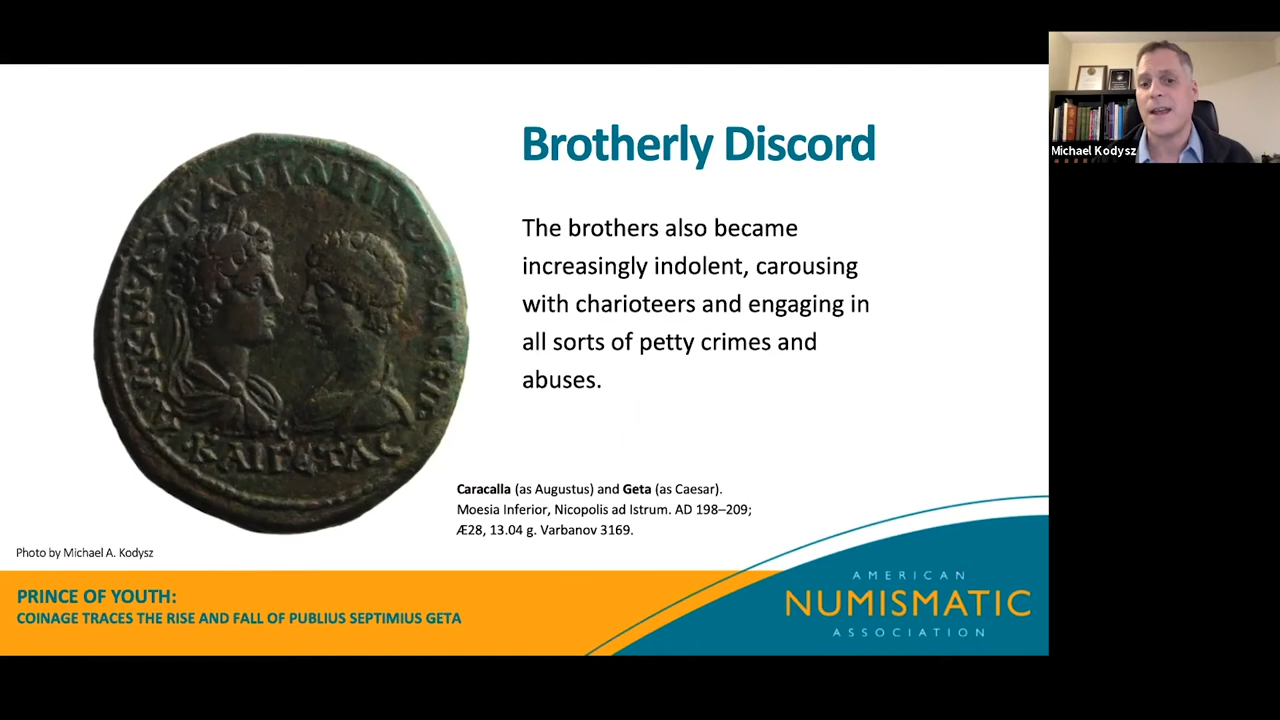 Brotherly Discord
The brothers also became
increasingly indolent, carousing
with charioteers and engaging in
all sorts of petty crimes and
abuses.
Caracalla (as Augustus) and Geta (as Caesar).
Moesia Inferior, Nicopolis ad Istrum. AD 198–209;
Æ28, 13.04 g. Varbanov 3169.
Photo by Michael A. Kodysz
PRINCE OF YOUTH:
COINAGE TRACES THE RISE AND FALL OF PUBLIUS SEPTIMIUS GETA
AMERICAN
NUMISMATIC
ASSOCIATION
Michael Kodysz